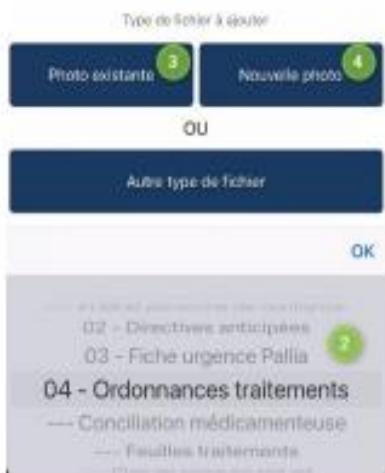 Type de fichier à ajouter
Photo existante 3 Nouvelle photo 4
OU
Autre type de fichier
OK
02 - Directives anticipées
03 - Fiche urgence Pallia 2
04 - Ordonnances traitements
--- Conciliation médicamenteuse
--- Feuilles traitements